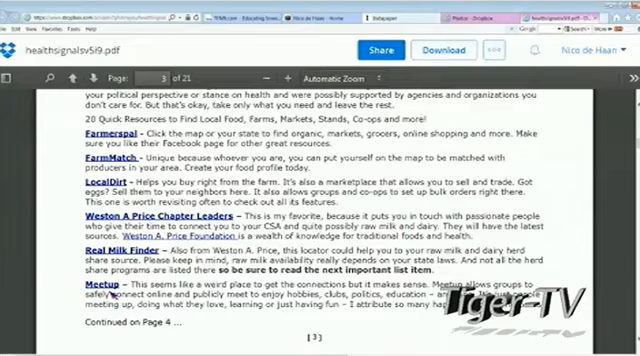 https://www.dropbox.com
TEMI.com - Educating
Nico de Haan - Home
Instapaper
Photos - Dropbox
healthsignalsv5i9.pdf
Share
Download
Nico de Haan
Page: 3 of 21
Automatic Zoom
your political perspective or stance on health and were possibly supported by agencies and organizations you
don't care for. But that's okay, take only what you need and leave the rest.
20 Quick Resources to Find Local Food, Farms, Markets, Stands, Co-ops and more!
Farmerspal - Click the map or your state to find organic, markets, grocers, online shopping and more. Make
sure you like their Facebook page for other great resources.
FarmMatch - Unique because whoever you are, you can put yourself on the map to be matched with
producers in your area. Create your food profile today.
LocalDirt - Helps you buy right from the farm. It's also a marketplace that allows you to sell and trade. Got
eggs? Sell them to your neighbors here. It also allows groups and co-ops to set up bulk orders right there.
This one is worth revisiting often to check out all its features.
Weston A Price Chapter Leaders – This is my favorite, because it puts you in touch with passionate people
who give their time to connect you to your CSA and quite possibly raw milk and dairy. They will have the latest
sources. Weston A. Price Foundation is a wealth of knowledge for traditional foods and health.
Real Milk Finder - Also from Weston A. Price, this locator could help you to your raw milk and dairy herd
share source. Please keep in mind, raw milk availability really depends on your state laws. And not all the herd
share programs are listed there so be sure to read the next important list item.
Meetup – This seems like a weird place to get the connections but it makes sense. Meetup allows groups to
safely connect online and publicly meet to enjoy hobbies, clubs, politics, education – It's just people
meeting up, doing what they love, learning or just having fun – I attribute so many
Continued on Page 4 ...
[3]
Tiger-TV